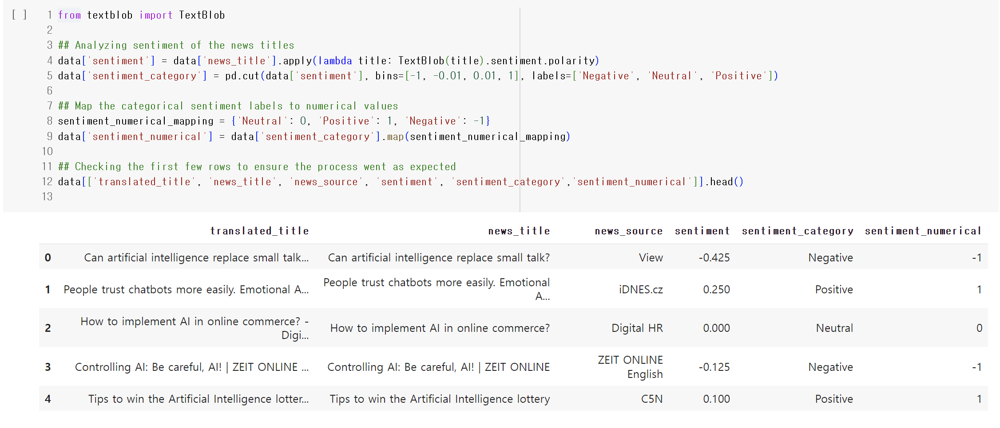 [ ]
1 from textblob import TextBlob
2
3 ## Analyzing sentiment of the news titles
4 data['sentiment'] = data['news_title'].apply(lambda title: TextBlob(title).sentiment.polarity)
5 data['sentiment_category'] = pd.cut(data['sentiment'], bins=[-1, -0.01, 0.01, 1], labels=['Negative', 'Neutral', 'Positive'])
6
7 ## Map the categorical sentiment labels to numerical values
8 sentiment_numerical_mapping = {'Neutral': 0, 'Positive': 1, 'Negative': -1}
9 data['sentiment_numerical'] = data['sentiment_category'].map(sentiment_numerical_mapping)
10
11 ## Checking the first few rows to ensure the process went as expected
12 data[['translated_title', 'news_title', 'news_source', 'sentiment', 'sentiment_category','sentiment_numerical']].head()
13
translated_title news_title news_source sentiment sentiment_category sentiment_numerical
0 Can artificial intelligence replace small talk... Can artificial intelligence replace small talk? View -0.425 Negative -1
1 People trust chatbots more easily. Emotional A... People trust chatbots more easily. Emotional
A... iDNES.cz 0.250 Positive 1
2 How to implement AI in online commerce? -
Digi... How to implement AI in online commerce? Digital HR 0.000 Neutral 0
3 Controlling AI: Be careful, AI! | ZEIT ONLINE ... Controlling AI: Be careful, AI! | ZEIT ONLINE ZEIT ONLINE
English -0.125 Negative -1
4 Tips to win the Artificial Intelligence lotter... Tips to win the Artificial Intelligence lottery C5N 0.100 Positive 1